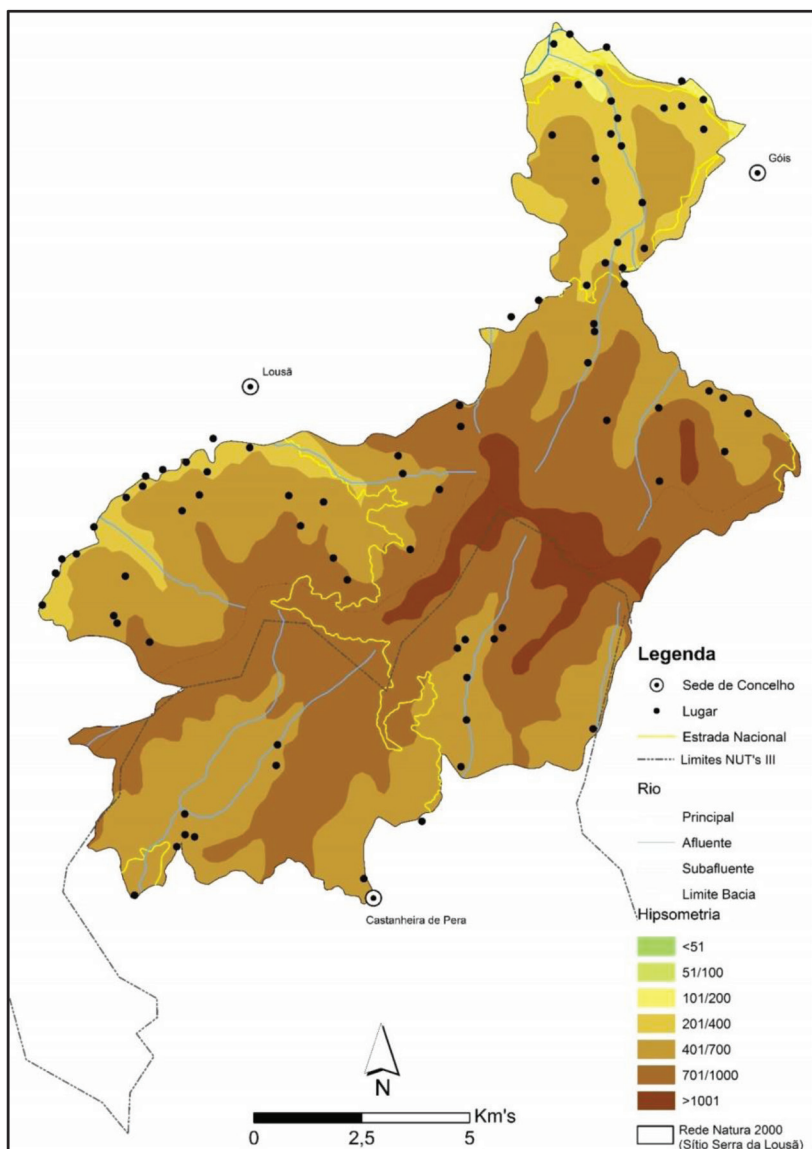 Góis
Lousã
Legenda
Sede de Concelho
Lugar
Estrada Nacional
Limites NUT's III
Rio
Principal
Afluente
Subafluente
Limite Bacia
Castanheira de Pera
Hipsometria
<51
51/100
101/200
201/400
401/700
701/1000
>1001
Rede Natura 2000
(Sítio Serra da Lousã)
N
Km's
0 2,5 5